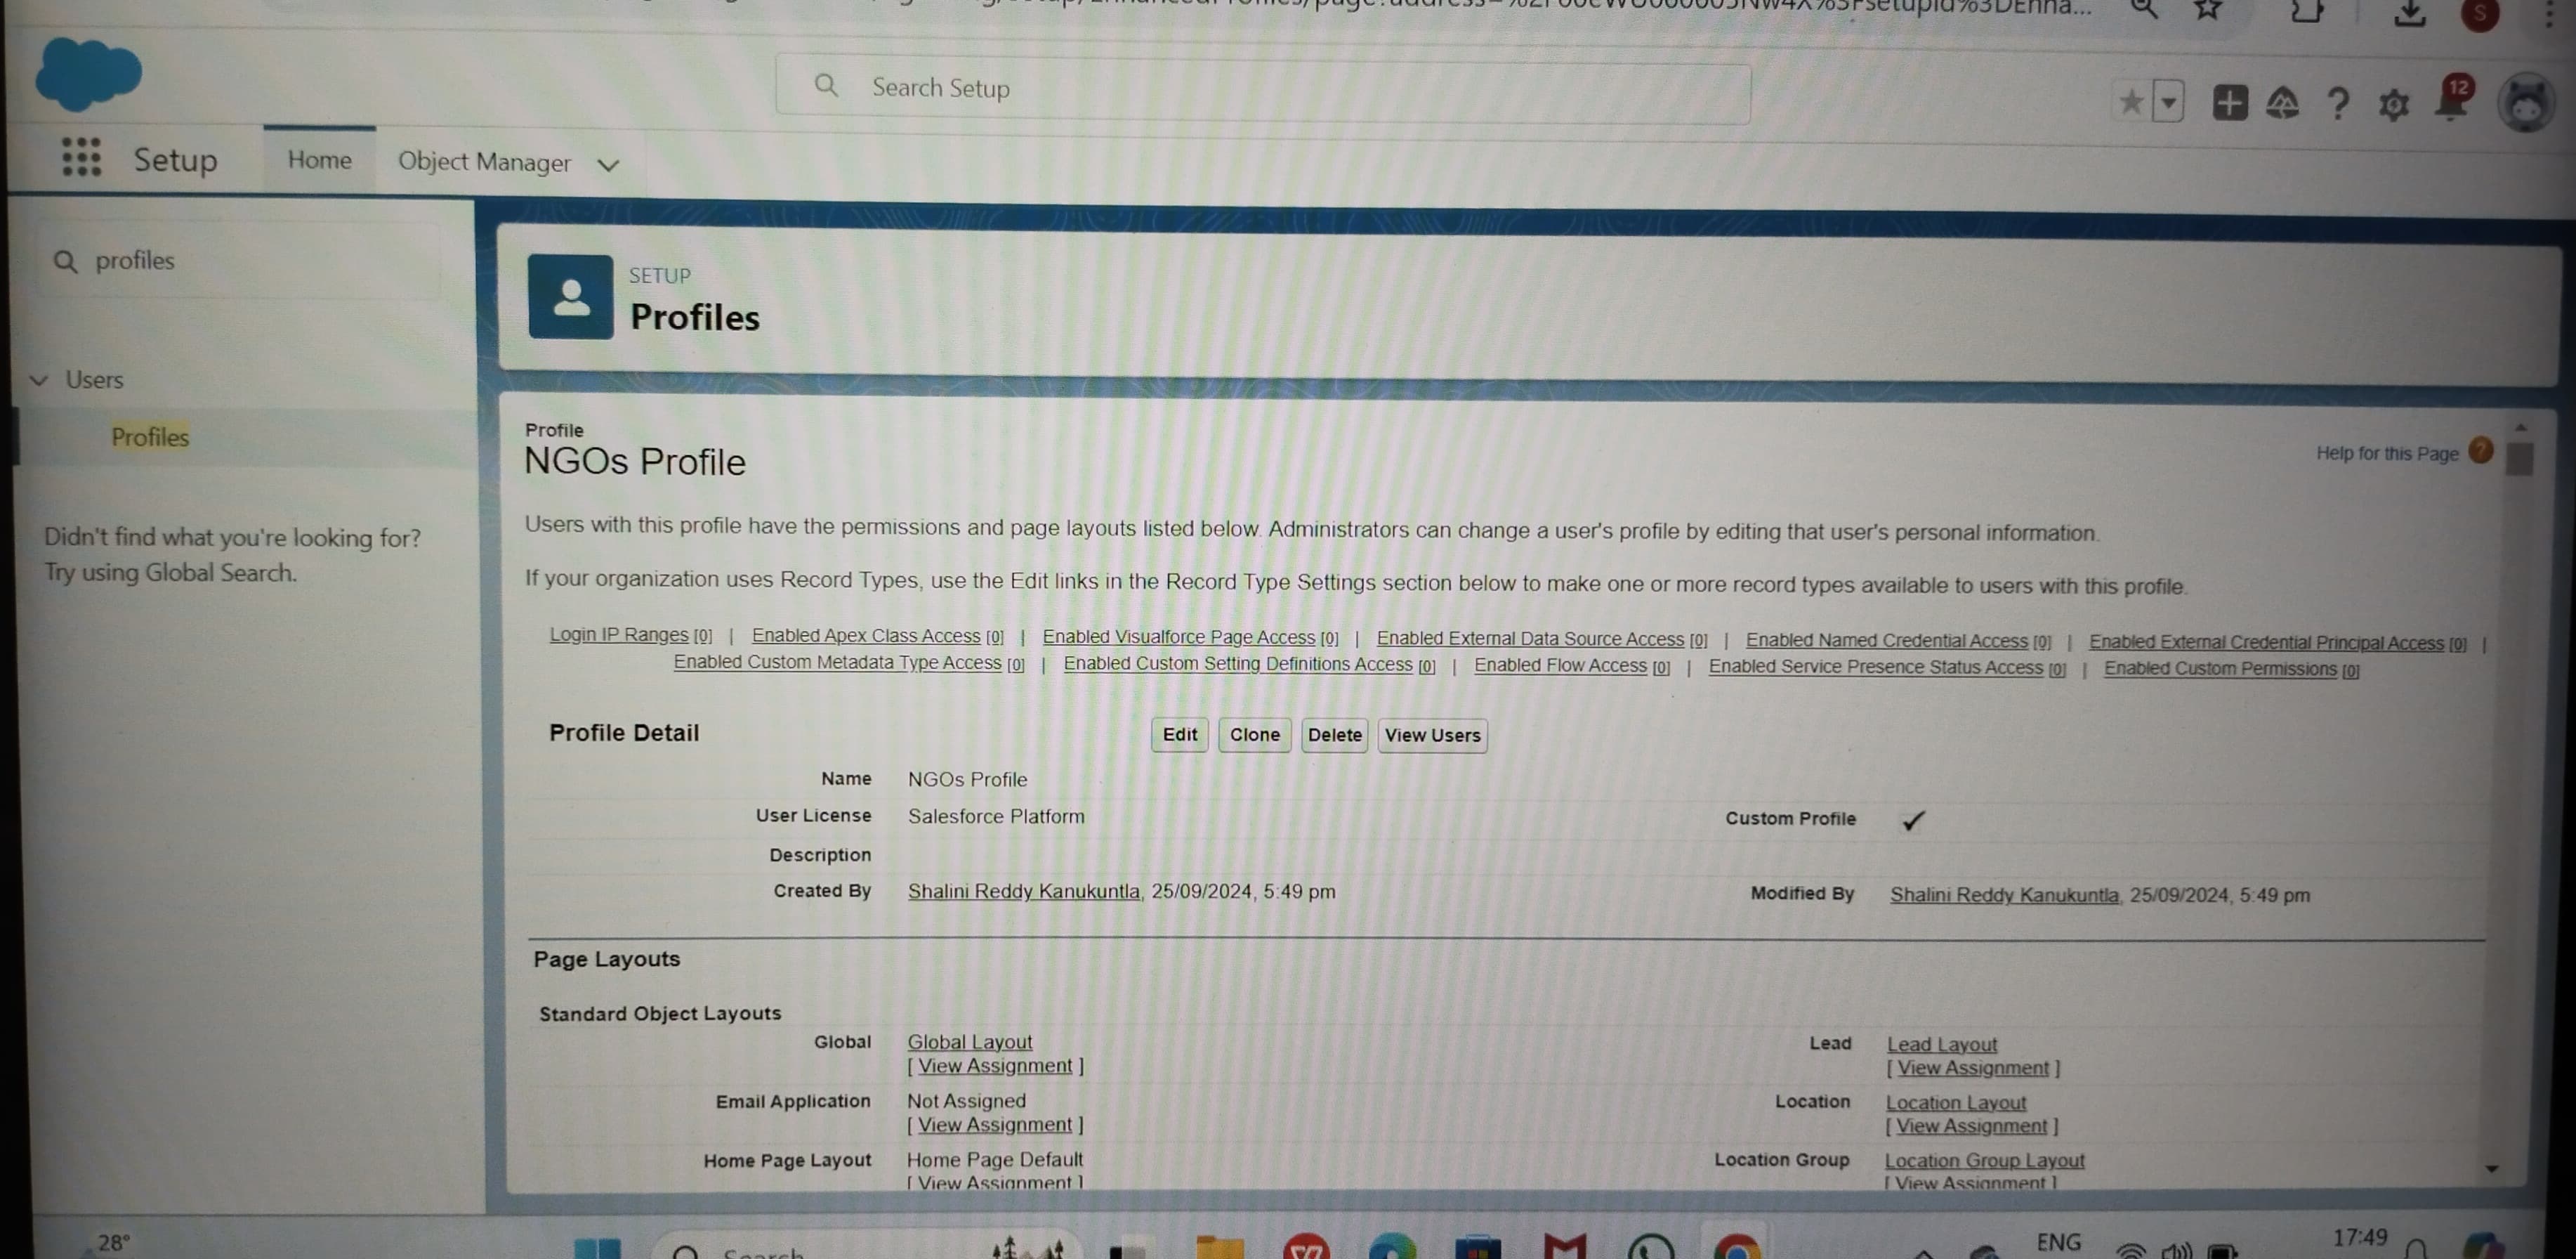 S
Search Setup
12
Setup
Home
Object Manager
profiles
Users
Profiles
Didn't find what you're looking for?
Try using Global Search.
SETUP
Profiles
Profile
NGOs Profile
Help for this Page ?
Users with this profile have the permissions and page layouts listed below. Administrators can change a user's profile by editing that user's personal information.
If your organization uses Record Types, use the Edit links in the Record Type Settings section below to make one or more record types available to users with this profile.
Login IP Ranges [0] | Enabled Apex Class Access [0] | Enabled Visualforce Page Access [0] | Enabled External Data Source Access [0] | Enabled Named Credential Access [0] | Enabled External Credential Principal Access [0] |
Enabled Custom Metadata Type Access [0] | Enabled Custom Setting Definitions Access [0] | Enabled Flow Access [0] | Enabled Service Presence Status Access [0] | Enabled Custom Permissions [0]
Profile Detail
Edit Clone Delete View Users
Name NGOs Profile
User License Salesforce Platform Custom Profile ✓
Description
Created By Shalini Reddy Kanukuntla, 25/09/2024, 5:49 pm Modified By Shalini Reddy Kanukuntla, 25/09/2024, 5:49 pm
Page Layouts
Standard Object Layouts
Global Global Layout Lead Lead Layout
[ View Assignment ] [ View Assignment ]
Email Application Not Assigned Location Location Layout
[ View Assignment ] [ View Assignment ]
Home Page Layout Home Page Default Location Group Location Group Layout
[ View Assignment ] [ View Assignment ]
28°
Search
ENG
17:49